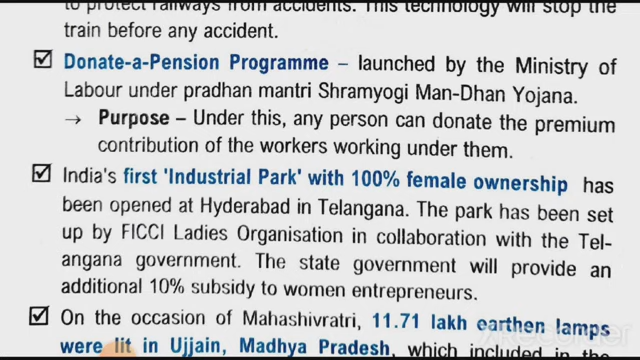 to protect railways from accidents. This technology will stop the
train before any accident.
☑ Donate-a-Pension Programme – launched by the Ministry of
Labour under pradhan mantri Shramyogi Man-Dhan Yojana.
→ Purpose – Under this, any person can donate the premium
contribution of the workers working under them.
☑ India's first 'Industrial Park' with 100% female ownership has
been opened at Hyderabad in Telangana. The park has been set
up by FICCI Ladies Organisation in collaboration with the Tel-
angana government. The state government will provide an
additional 10% subsidy to women entrepreneurs.
☑ On the occasion of Mahashivratri, 11.71 lakh earthen lamps
were lit in Ujjain, Madhya Pradesh, which included in the
XRecorder